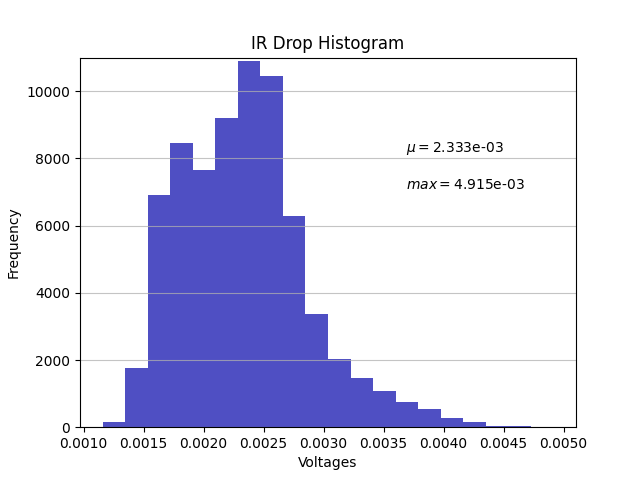 IR Drop Histogram
10000
8000
6000
4000
2000
0
Frequency
μ = 2.333e-03
max = 4.915e-03
0.0010 0.0015 0.0020 0.0025 0.0030 0.0035 0.0040 0.0045 0.0050
Voltages